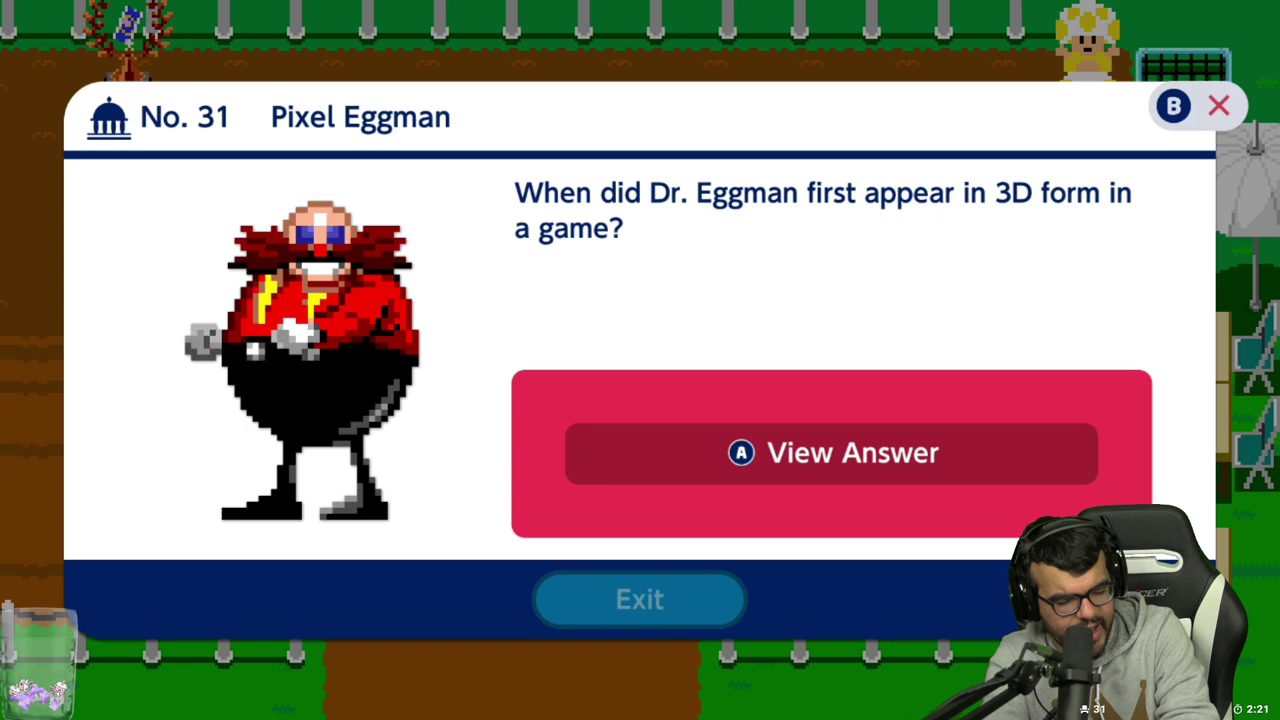 No. 31 Pixel Eggman
B
When did Dr. Eggman first appear in 3D form in
a game?
A View Answer
Exit
31
2:21